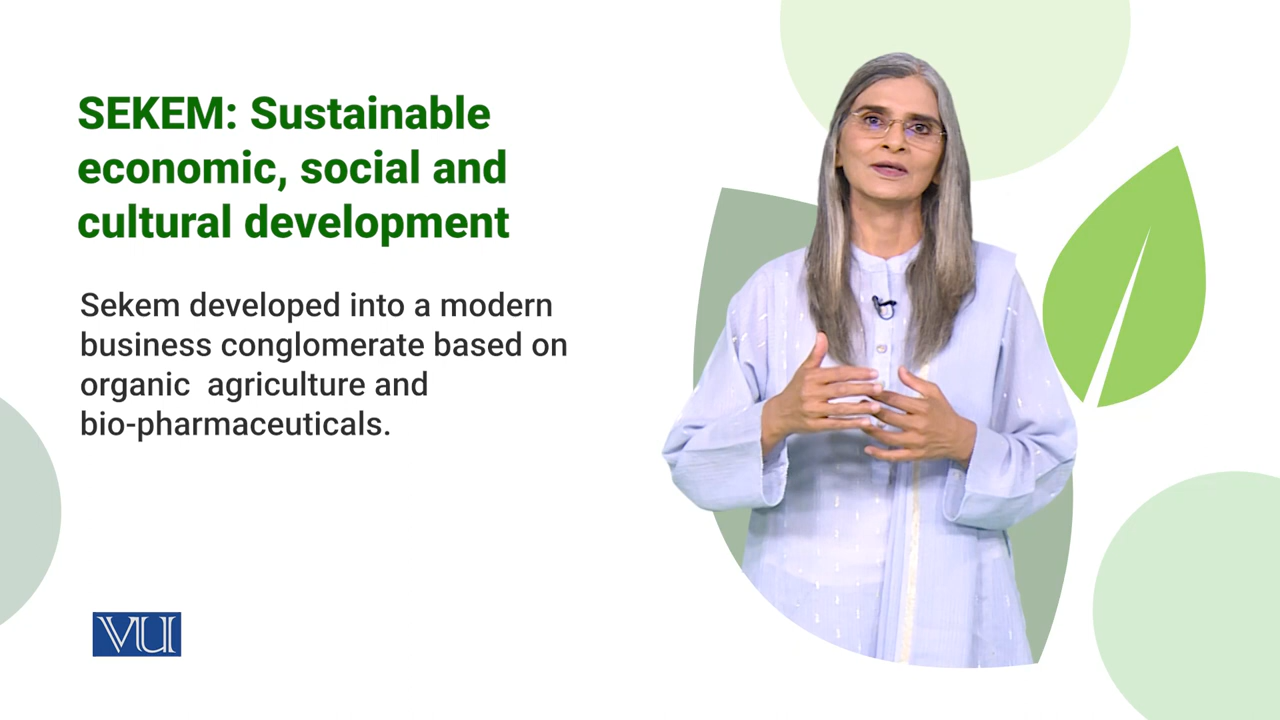 SEKEM: Sustainable
economic, social and
cultural development
Sekem developed into a modern
business conglomerate based on
organic  agriculture and
bio-pharmaceuticals.
VU